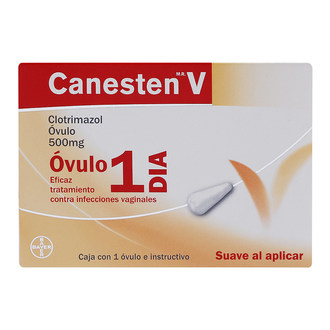 Canesten M.R. V
Clotrimazol
Óvulo
500mg
Óvulo 1 DIA
Eficaz
tratamiento
contra infecciones vaginales
BAYER
Caja con 1 óvulo e instructivo
Suave al aplicar